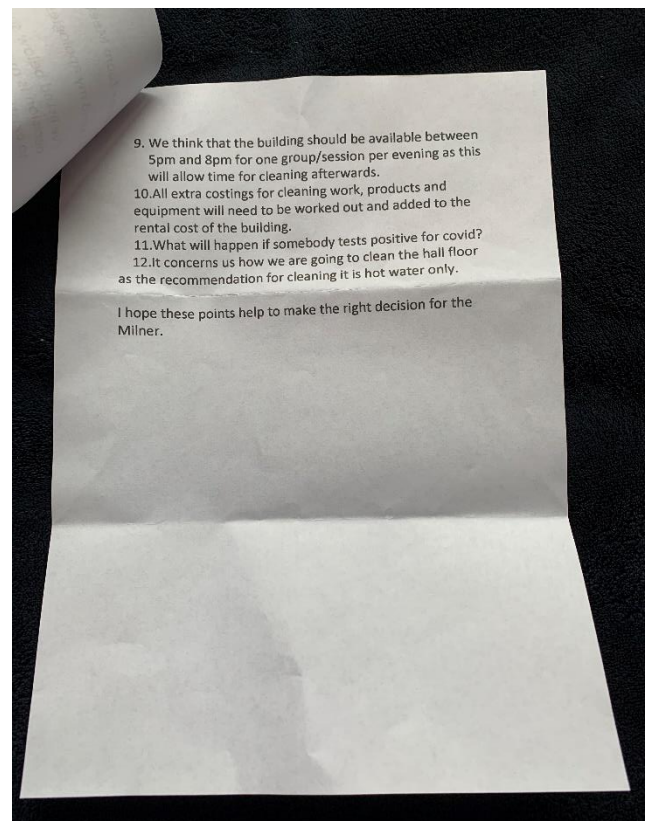 9. We think that the building should be available between
5pm and 8pm for one group/session per evening as this
will allow time for cleaning afterwards.
10.All extra costings for cleaning work, products and
equipment will need to be worked out and added to the
rental cost of the building.
11.What will happen if somebody tests positive for covid?
12.It concerns us how we are going to clean the hall floor
as the recommendation for cleaning it is hot water only.
I hope these points help to make the right decision for the
Milner.